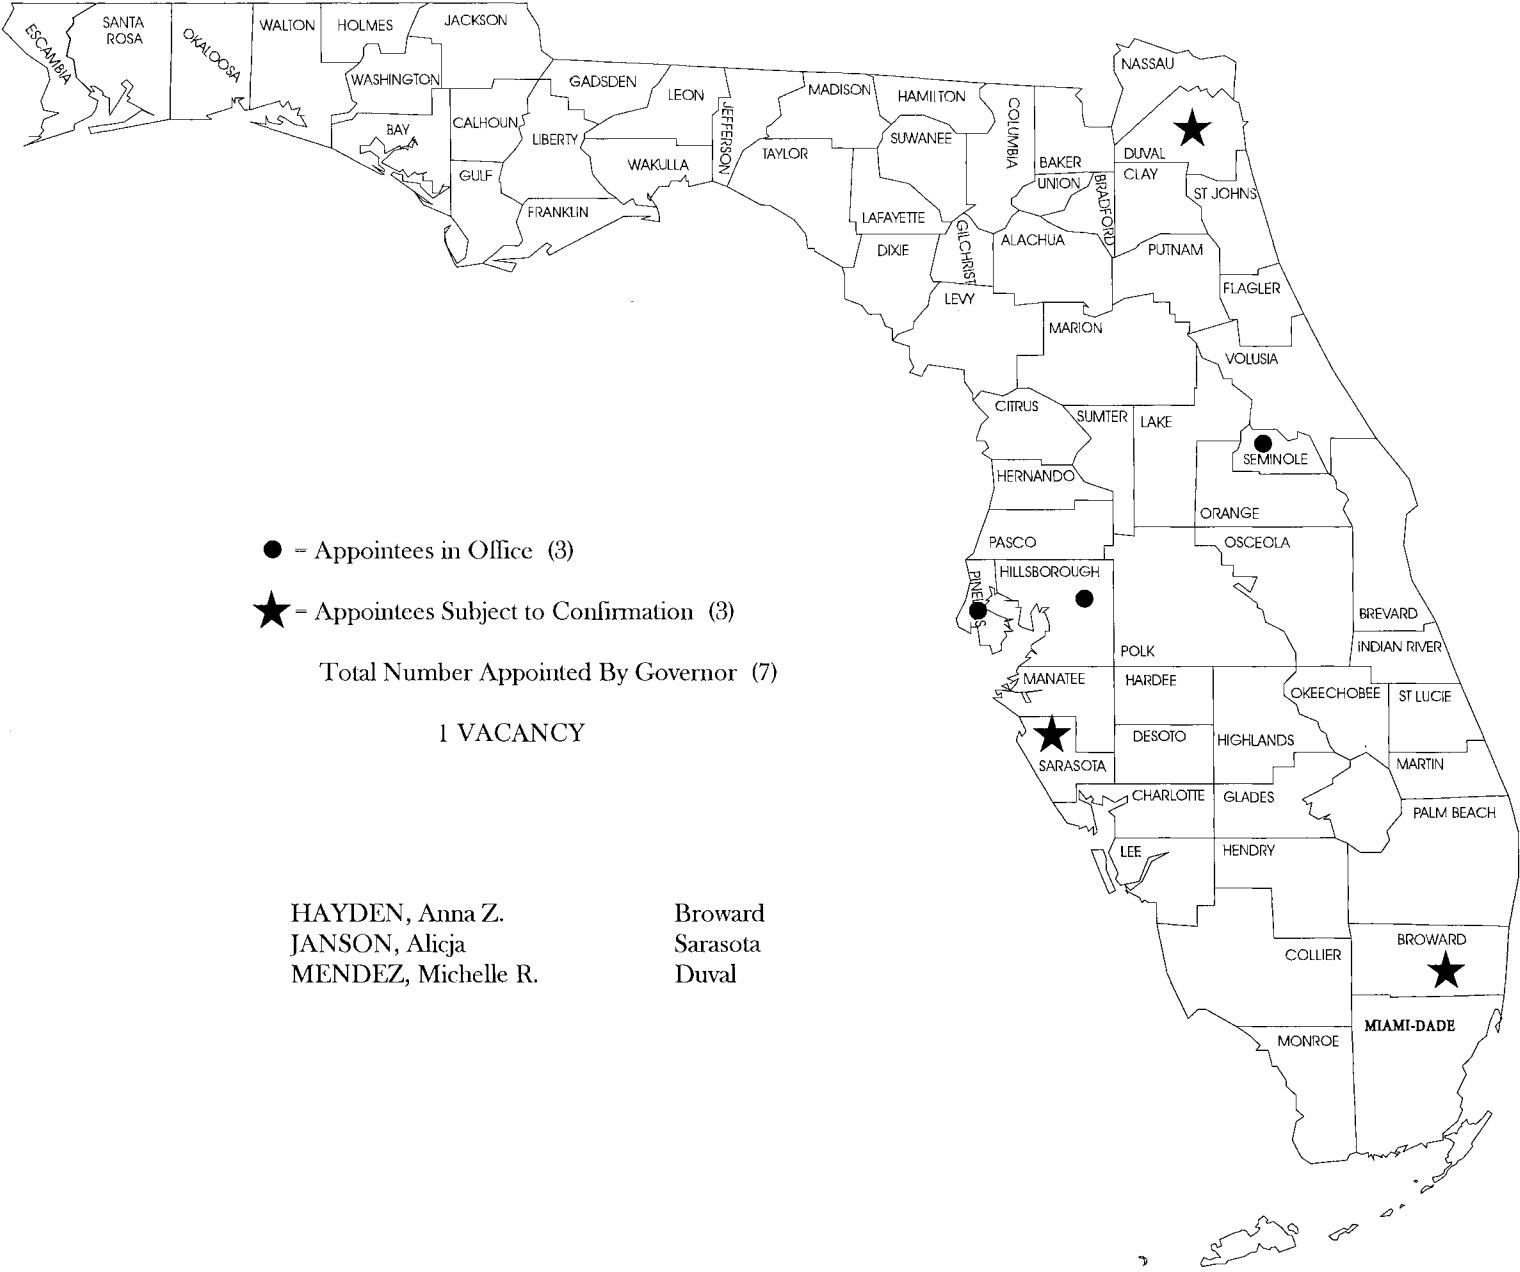 ESCAMBIA
SANTA
ROSA
OKALOOSA
WALTON
HOLMES
JACKSON
WASHINGTON
BAY
CALHOUN
GULF
GADSDEN
LIBERTY
FRANKLIN
LEON
WAKULLA
JEFFERSON
MADISON
TAYLOR
HAMILTON
SUWANEE
LAFAYETTE
DIXIE
COLUMBIA
GILCHRIST
LEVY
NASSAU
DUVAL
BAKER
UNION
BRADFORD
CLAY
ST JOHNS
ALACHUA
PUTNAM
FLAGLER
MARION
VOLUSIA
CITRUS
SUMTER
LAKE
SEMINOLE
HERNANDO
ORANGE
PASCO
OSCEOLA
HILLSBOROUGH
PINELLAS
POLK
BREVARD
INDIAN RIVER
MANATEE
HARDEE
OKEECHOBEE
ST LUCIE
DESOTO
HIGHLANDS
SARASOTA
MARTIN
CHARLOTTE
GLADES
PALM BEACH
LEE
HENDRY
COLLIER
BROWARD
MIAMI-DADE
MONROE
= Appointees in Office (3)
= Appointees Subject to Confirmation (3)
Total Number Appointed By Governor (7)
1 VACANCY
HAYDEN, Anna Z. Broward
JANSON, Alicja Sarasota
MENDEZ, Michelle R. Duval